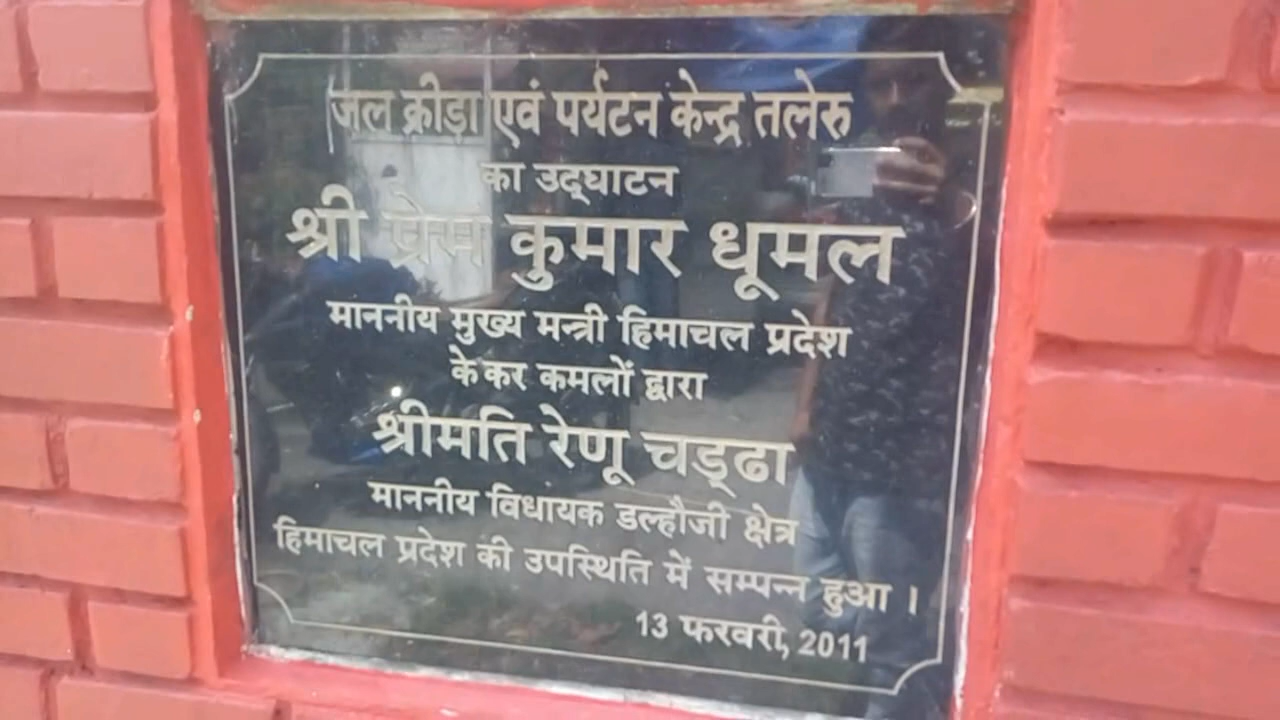 जल क्रीड़ा एवं पर्यटन केन्द्र तलेरु
का उद्‌घाटन
श्री प्रेम कुमार धूमल
माननीय मुख्य मन्त्री हिमाचल प्रदेश
के कर कमलों द्वारा
श्रीमति रेणू चड्‌ढा
माननीय विधायक डल्हौजी क्षेत्र
हिमाचल प्रदेश की उपस्थिति में सम्पन्न हुआ ।
13 फरवरी, 2011